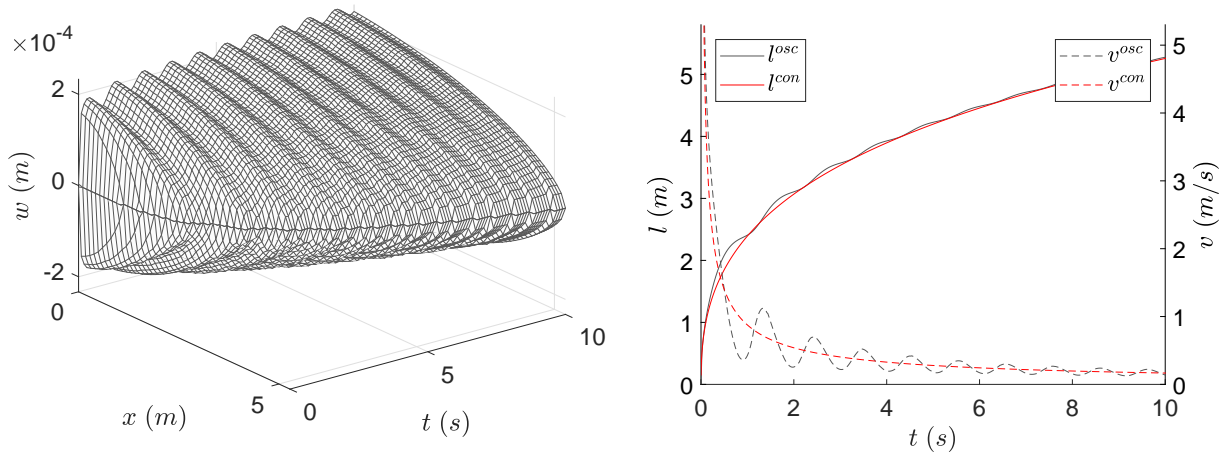 ×10⁻⁴
2
0
-2
w (m)
0
5
x (m)
0
5
10
t (s)
l^{osc}
l^{con}
v^{osc}
v^{con}
5
4
3
2
1
0
l (m)
5
4
3
2
1
0
v (m/s)
0 2 4 6 8 10
t (s)